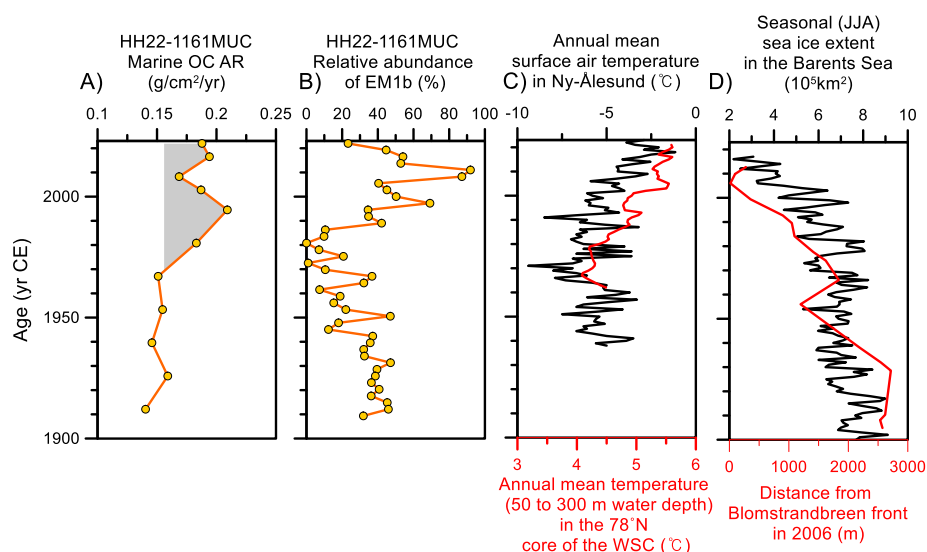 HH22-1161MUC
Marine OC AR
(g/cm²/yr)
A)
0.1 0.15 0.2 0.25
HH22-1161MUC
Relative abundance
of EM1b (%)
B)
0 20 40 60 80 100
Annual mean
surface air temperature
in Ny-Ålesund (℃)
C)
-10 -5 0
Seasonal (JJA)
sea ice extent
in the Barents Sea
(10⁵km²)
D)
2 4 6 8 10
Age (yr CE)
2000
1950
1900
3 4 5 6
Annual mean temperature
(50 to 300 m water depth)
in the 78˚N
core of the WSC (℃)
0 1000 2000 3000
Distance from
Blomstrandbreen front
in 2006 (m)